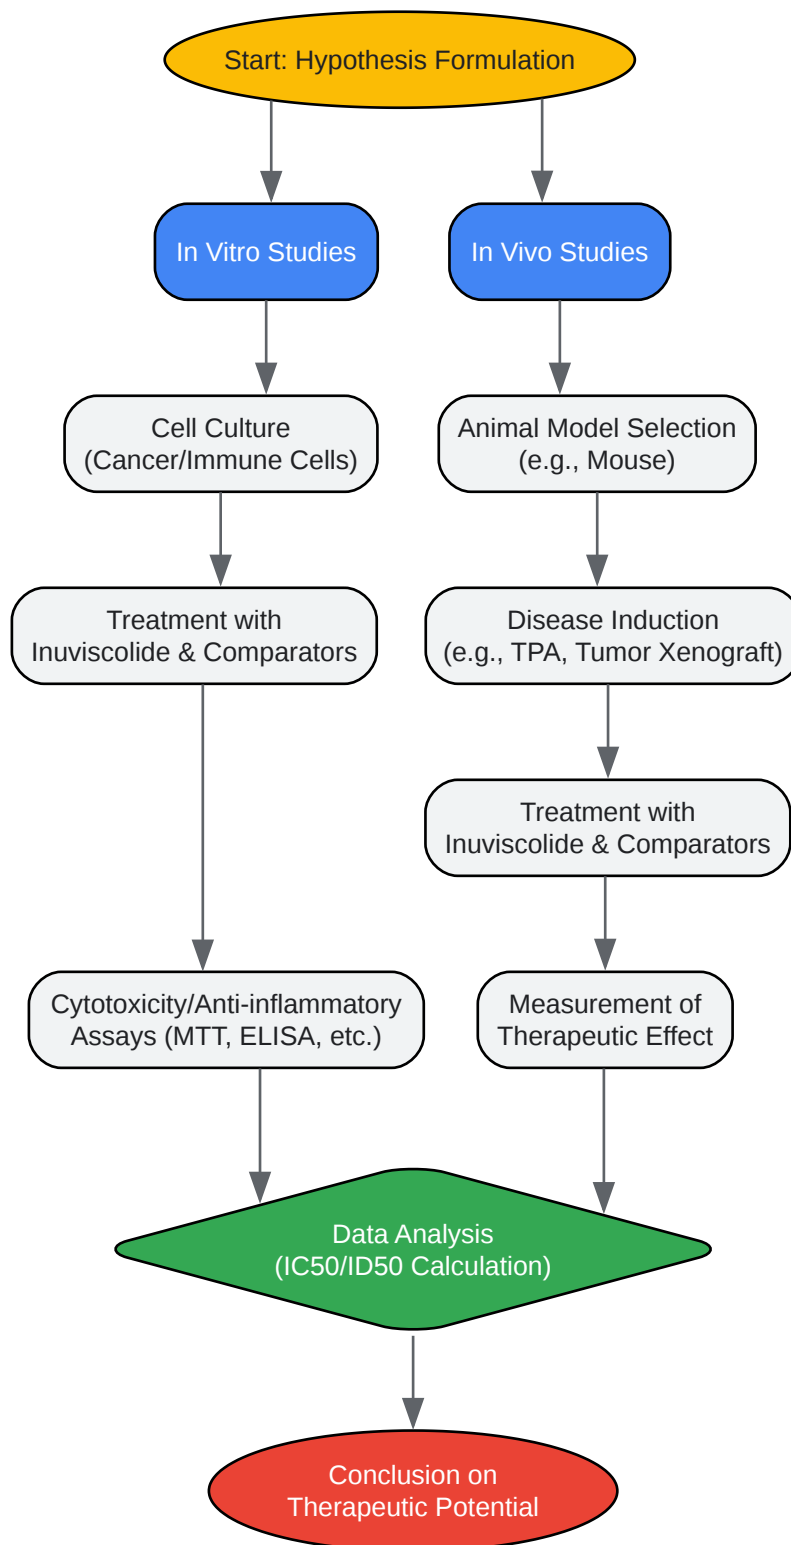 Start: Hypothesis Formulation
In Vitro Studies
In Vivo Studies
Cell Culture
(Cancer/Immune Cells)
Animal Model Selection
(e.g., Mouse)
Treatment with
Inuviscolide & Comparators
Disease Induction
(e.g., TPA, Tumor Xenograft)
Treatment with
Inuviscolide & Comparators
Cytotoxicity/Anti-inflammatory
Assays (MTT, ELISA, etc.)
Measurement of
Therapeutic Effect
Data Analysis
(IC50/ID50 Calculation)
Conclusion on
Therapeutic Potential